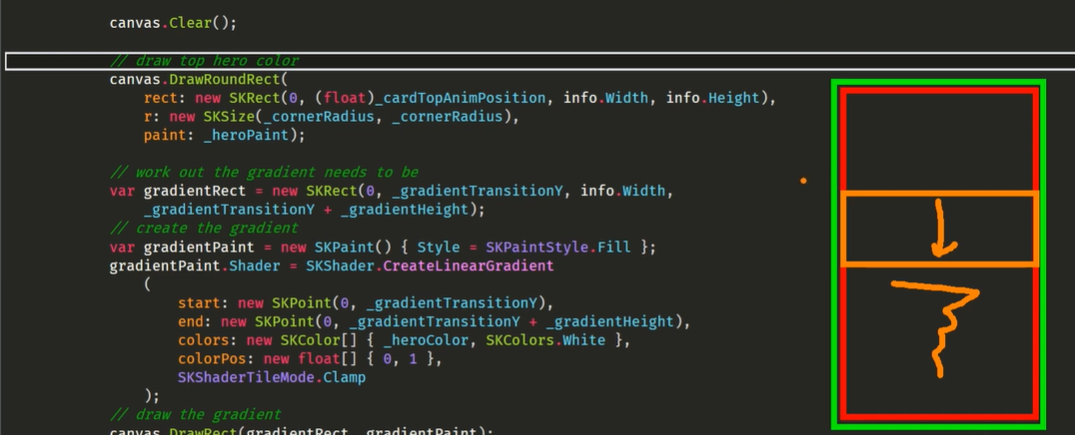 canvas.Clear();
// draw top hero color
canvas.DrawRoundRect(
rect: new SKRect(0, (float)_cardTopAnimPosition, info.Width, info.Height),
r: new SKSize(_cornerRadius, _cornerRadius),
paint: _heroPaint);
// work out the gradient needs to be
var gradientRect = new SKRect(0, _gradientTransitionY, info.Width,
_gradientTransitionY + _gradientHeight);
// create the gradient
var gradientPaint = new SKPaint() { Style = SKPaintStyle.Fill };
gradientPaint.Shader = SKShader.CreateLinearGradient
(
start: new SKPoint(0, _gradientTransitionY),
end: new SKPoint(0, _gradientTransitionY + _gradientHeight),
colors: new SKColor[] { _heroColor, SKColors.White },
colorPos: new float[] { 0, 1 },
SKShaderTileMode.Clamp
);
// draw the gradient
canvas.DrawRect(gradientRect, gradientPaint);